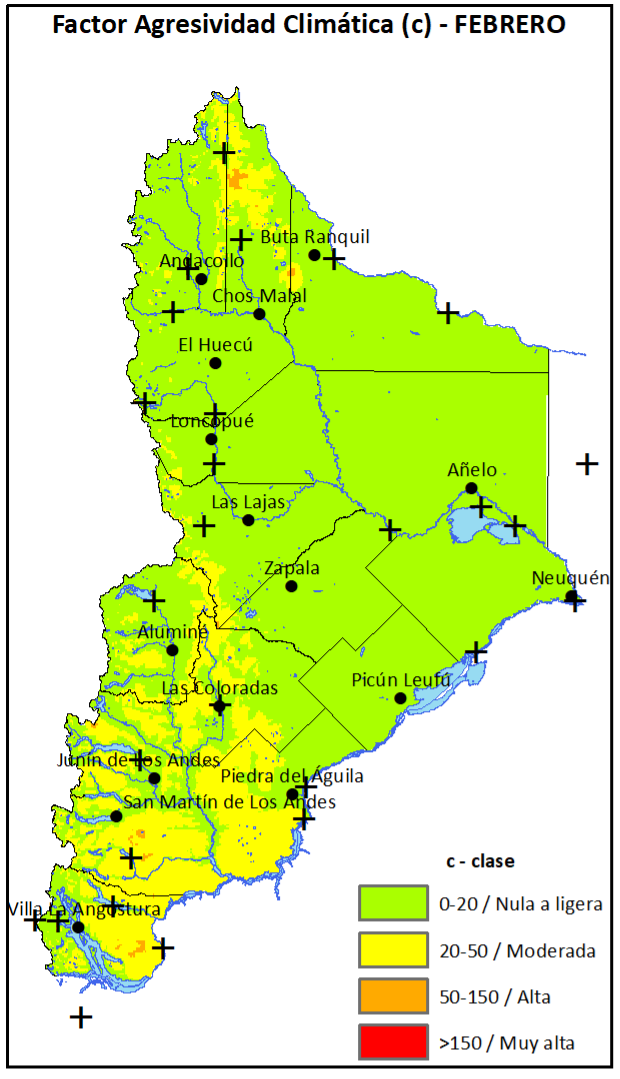 Factor Agresividad Climática (c) - FEBRERO
Buta Ranquil
Andacollo
Chos Malal
El Huecú
Loncopué
Añelo
Las Lajas
Zapala
Neuquén
Aluminé
Picún Leufú
Las Coloradas
Junín de Los Andes
Piedra del Águila
San Martín de Los Andes
c - clase
0-20 / Nula a ligera
Villa La Angostura
20-50 / Moderada
50-150 / Alta
>150 / Muy alta